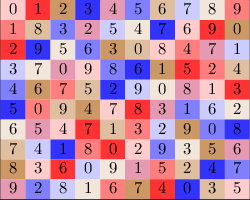 0 1 2 3 4 5 6 7 8 9
1 8 3 2 5 4 7 6 9 0
2 9 5 6 3 0 8 4 7 1
3 7 0 9 8 6 1 5 2 4
4 6 7 5 2 9 0 8 1 3
5 0 9 4 7 8 3 1 6 2
6 5 4 7 1 3 2 9 0 8
7 4 1 8 0 2 9 3 5 6
8 3 6 0 9 1 5 2 4 7
9 2 8 1 6 7 4 0 3 5